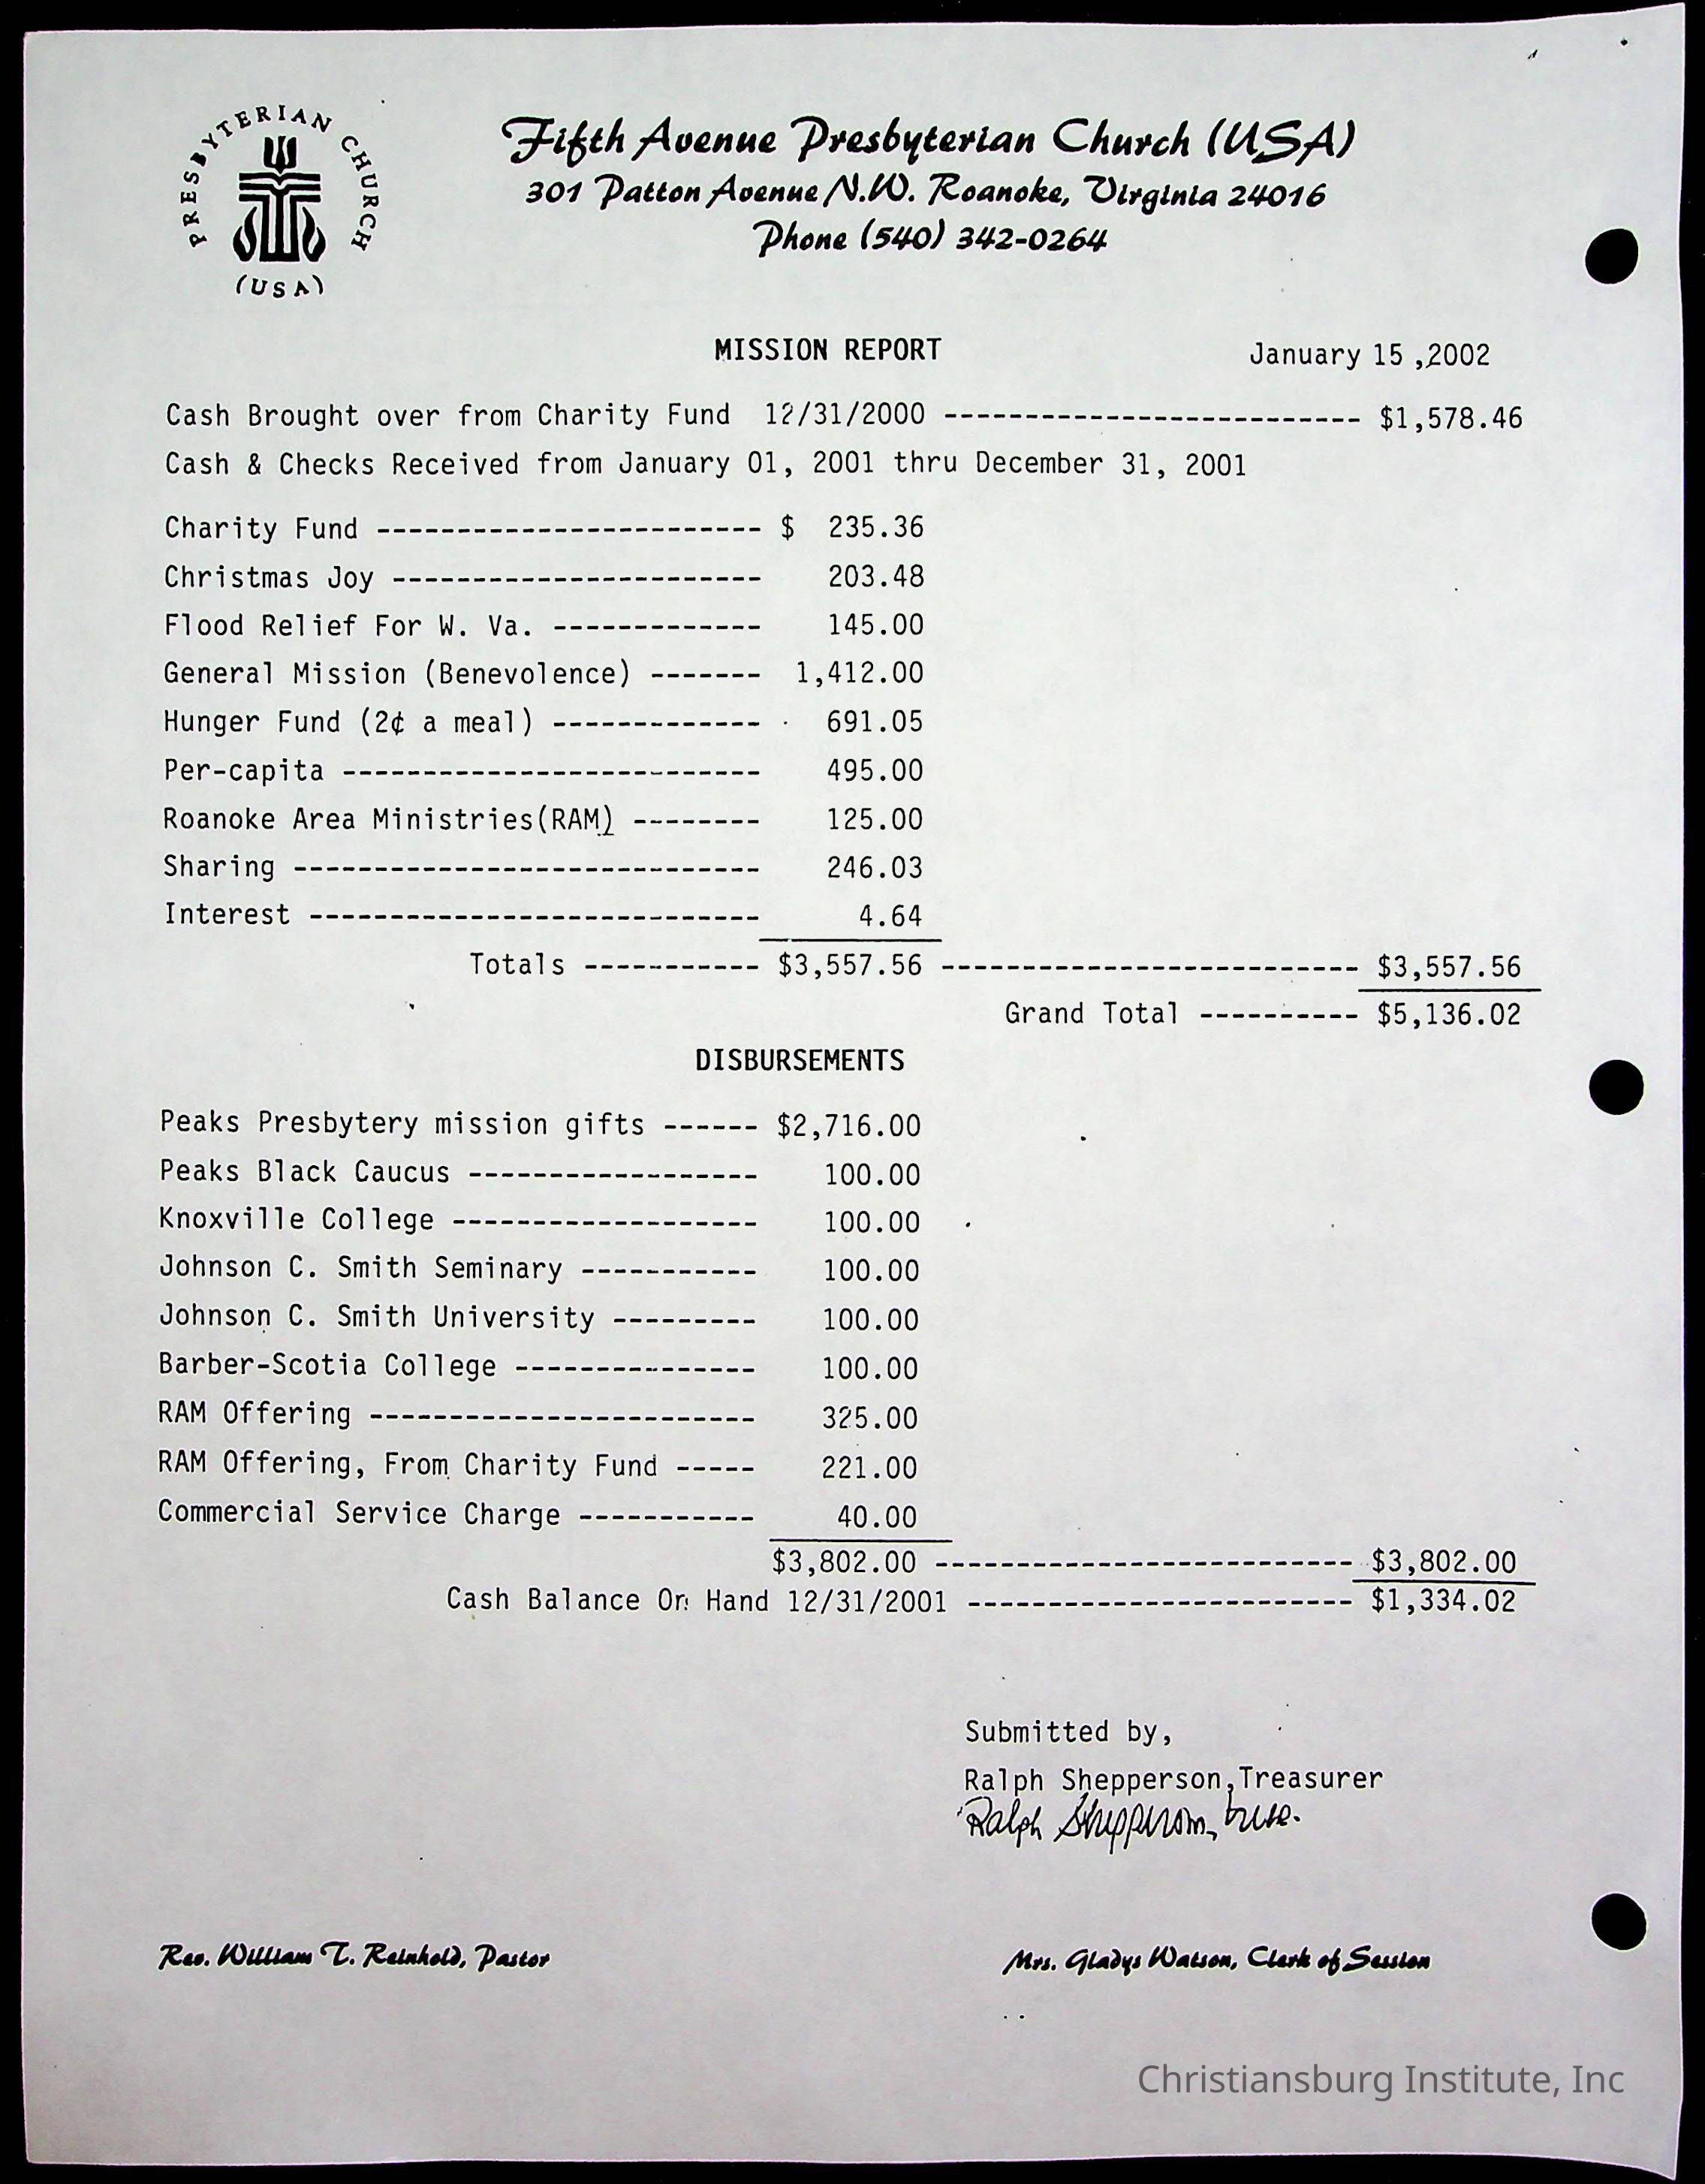 PRESBYTERIAN CHURCH
(USA)
Fifth Avenue Presbyterian Church (USA)
301 Patton Avenue N.W. Roanoke, Virginia 24016
Phone (540) 342-0264
MISSION REPORT January 15 ,2002
Cash Brought over from Charity Fund 12/31/2000 -------------------------- $1,578.46
Cash & Checks Received from January 01, 2001 thru December 31, 2001
Charity Fund ------------------------ $ 235.36
Christmas Joy ----------------------- 203.48
Flood Relief For W. Va. ------------- 145.00
General Mission (Benevolence) ------- 1,412.00
Hunger Fund (2¢ a meal) ------------- 691.05
Per-capita -------------------------- 495.00
Roanoke Area Ministries(RAM) -------- 125.00
Sharing ----------------------------- 246.03
Interest ---------------------------- 4.64
Totals ----------- $3,557.56 -------------------------- $3,557.56
Grand Total ---------- $5,136.02
DISBURSEMENTS
Peaks Presbytery mission gifts ------ $2,716.00
Peaks Black Caucus ------------------ 100.00
Knoxville College ------------------- 100.00
Johnson C. Smith Seminary ----------- 100.00
Johnson C. Smith University --------- 100.00
Barber-Scotia College --------------- 100.00
RAM Offering ------------------------ 325.00
RAM Offering, From Charity Fund ----- 221.00
Commercial Service Charge ----------- 40.00
$3,802.00 -------------------------- $3,802.00
Cash Balance On Hand 12/31/2001 ------------------------ $1,334.02
Submitted by,
Ralph Shepperson,Treasurer
Ralph Shepperson, trea.
Rev. William T. Reinhold, Pastor Mrs. Gladys Watson, Clerk of Session
Christiansburg Institute, Inc